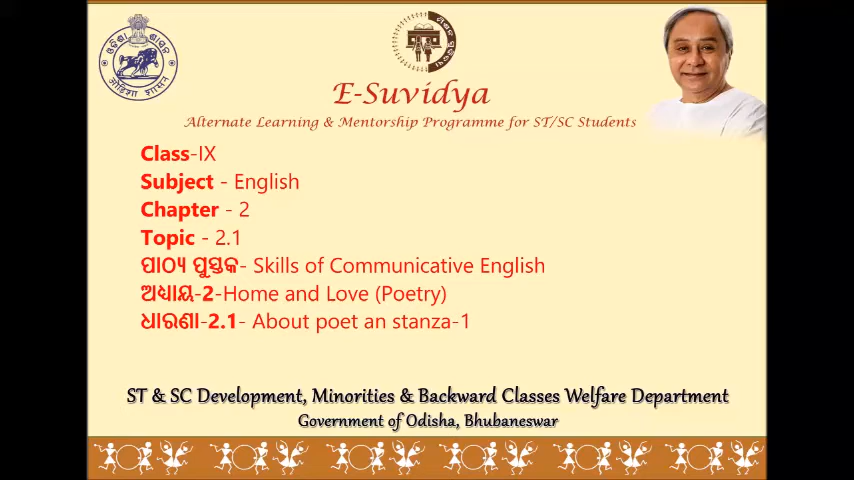 E-Suvidya
Alternate Learning & Mentorship Programme for ST/SC Students
Class-IX
Subject - English
Chapter - 2
Topic - 2.1
ପାଠ୍ୟ ପୁସ୍ତକ- Skills of Communicative English
ଅଧ୍ୟାୟ-2-Home and Love (Poetry)
ଧାରଣା-2.1- About poet an stanza-1
ST & SC Development, Minorities & Backward Classes Welfare Department
Government of Odisha, Bhubaneswar